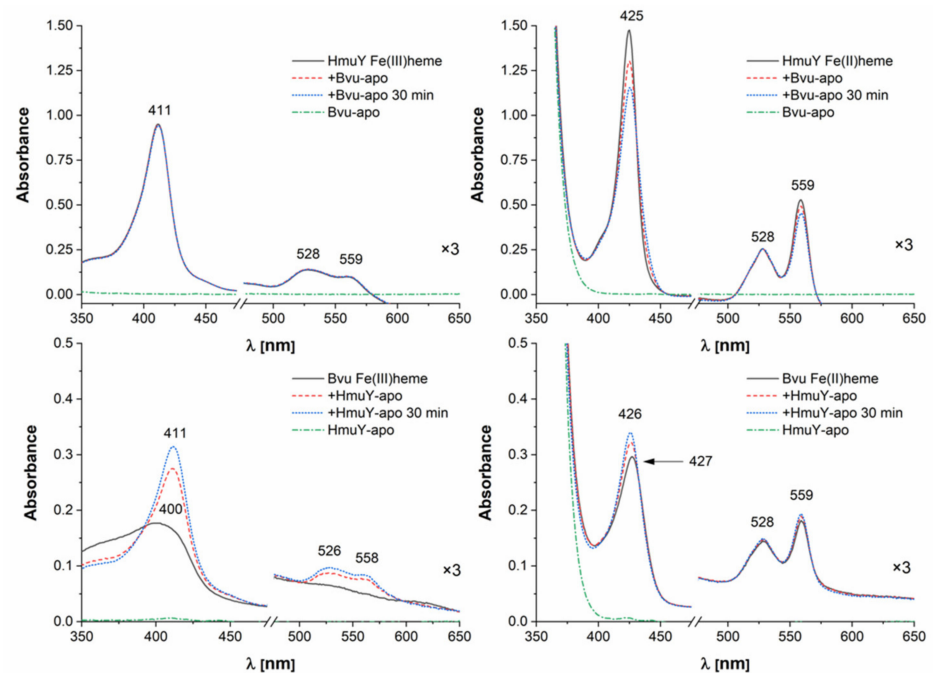 1.50
1.25
1.00
0.75
0.50
0.25
0.00
Absorbance
411
528
559
×3
HmuY Fe(III)heme
+Bvu-apo
+Bvu-apo 30 min
Bvu-apo
350 400 450 500 550 600 650
λ [nm]
1.50
1.25
1.00
0.75
0.50
0.25
0.00
Absorbance
425
528
559
×3
HmuY Fe(II)heme
+Bvu-apo
+Bvu-apo 30 min
Bvu-apo
350 400 450 500 550 600 650
λ [nm]
0.5
0.4
0.3
0.2
0.1
0.0
Absorbance
411
400
526
558
×3
Bvu Fe(III)heme
+HmuY-apo
+HmuY-apo 30 min
HmuY-apo
350 400 450 500 550 600 650
λ [nm]
0.5
0.4
0.3
0.2
0.1
0.0
Absorbance
426
427
528
559
×3
Bvu Fe(II)heme
+HmuY-apo
+HmuY-apo 30 min
HmuY-apo
350 400 450 500 550 600 650
λ [nm]